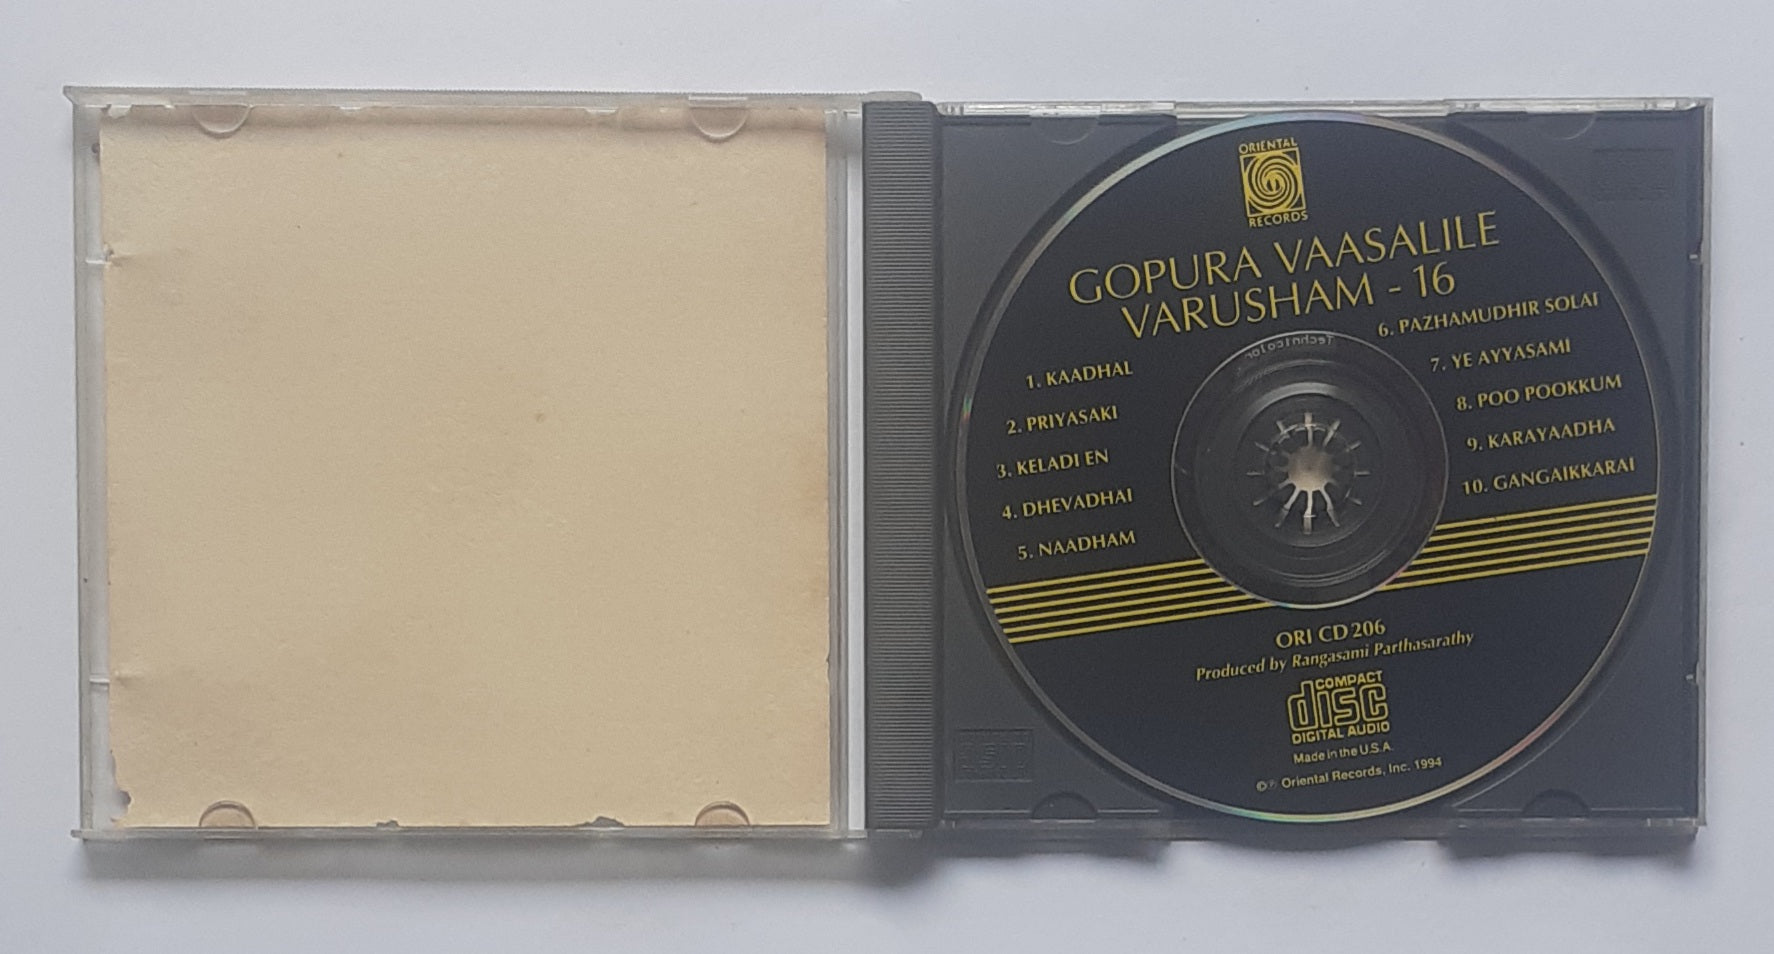 ORIENTAL
RECORDS
GOPURA VAASALILE
VARUSHAM - 16
1. KAADHAL
2. PRIYASAKI
3. KELADI EN
4. DHEVADHAI
5. NAADHAM
6. PAZHAMUDHIR SOLAI
7. YE AYYASAMI
8. POO POOKKUM
9. KARAYAADHA
10. GANGAIKKARAI
Technicolor
ORI CD 206
Produced by Rangasami Parthasarathy
COMPACT
disc
DIGITAL AUDIO
Made in the U.S.A.
©℗ Oriental Records, Inc. 1994